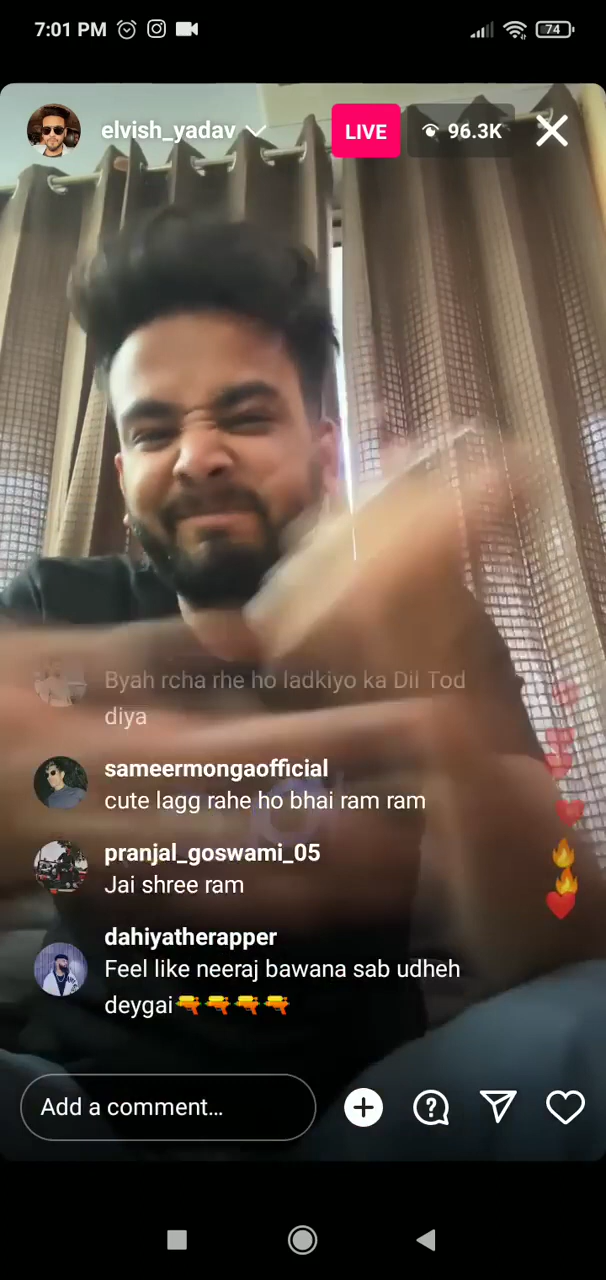 7:01 PM
74
elvish_yadav
LIVE
96.3K
Byah rcha rhe ho ladkiyo ka Dil Tod
diya
sameermongaofficial
cute lagg rahe ho bhai ram ram
pranjal_goswami_05
Jai shree ram
dahiyatherapper
Feel like neeraj bawana sab udheh
deygai🔫🔫🔫🔫
Add a comment...